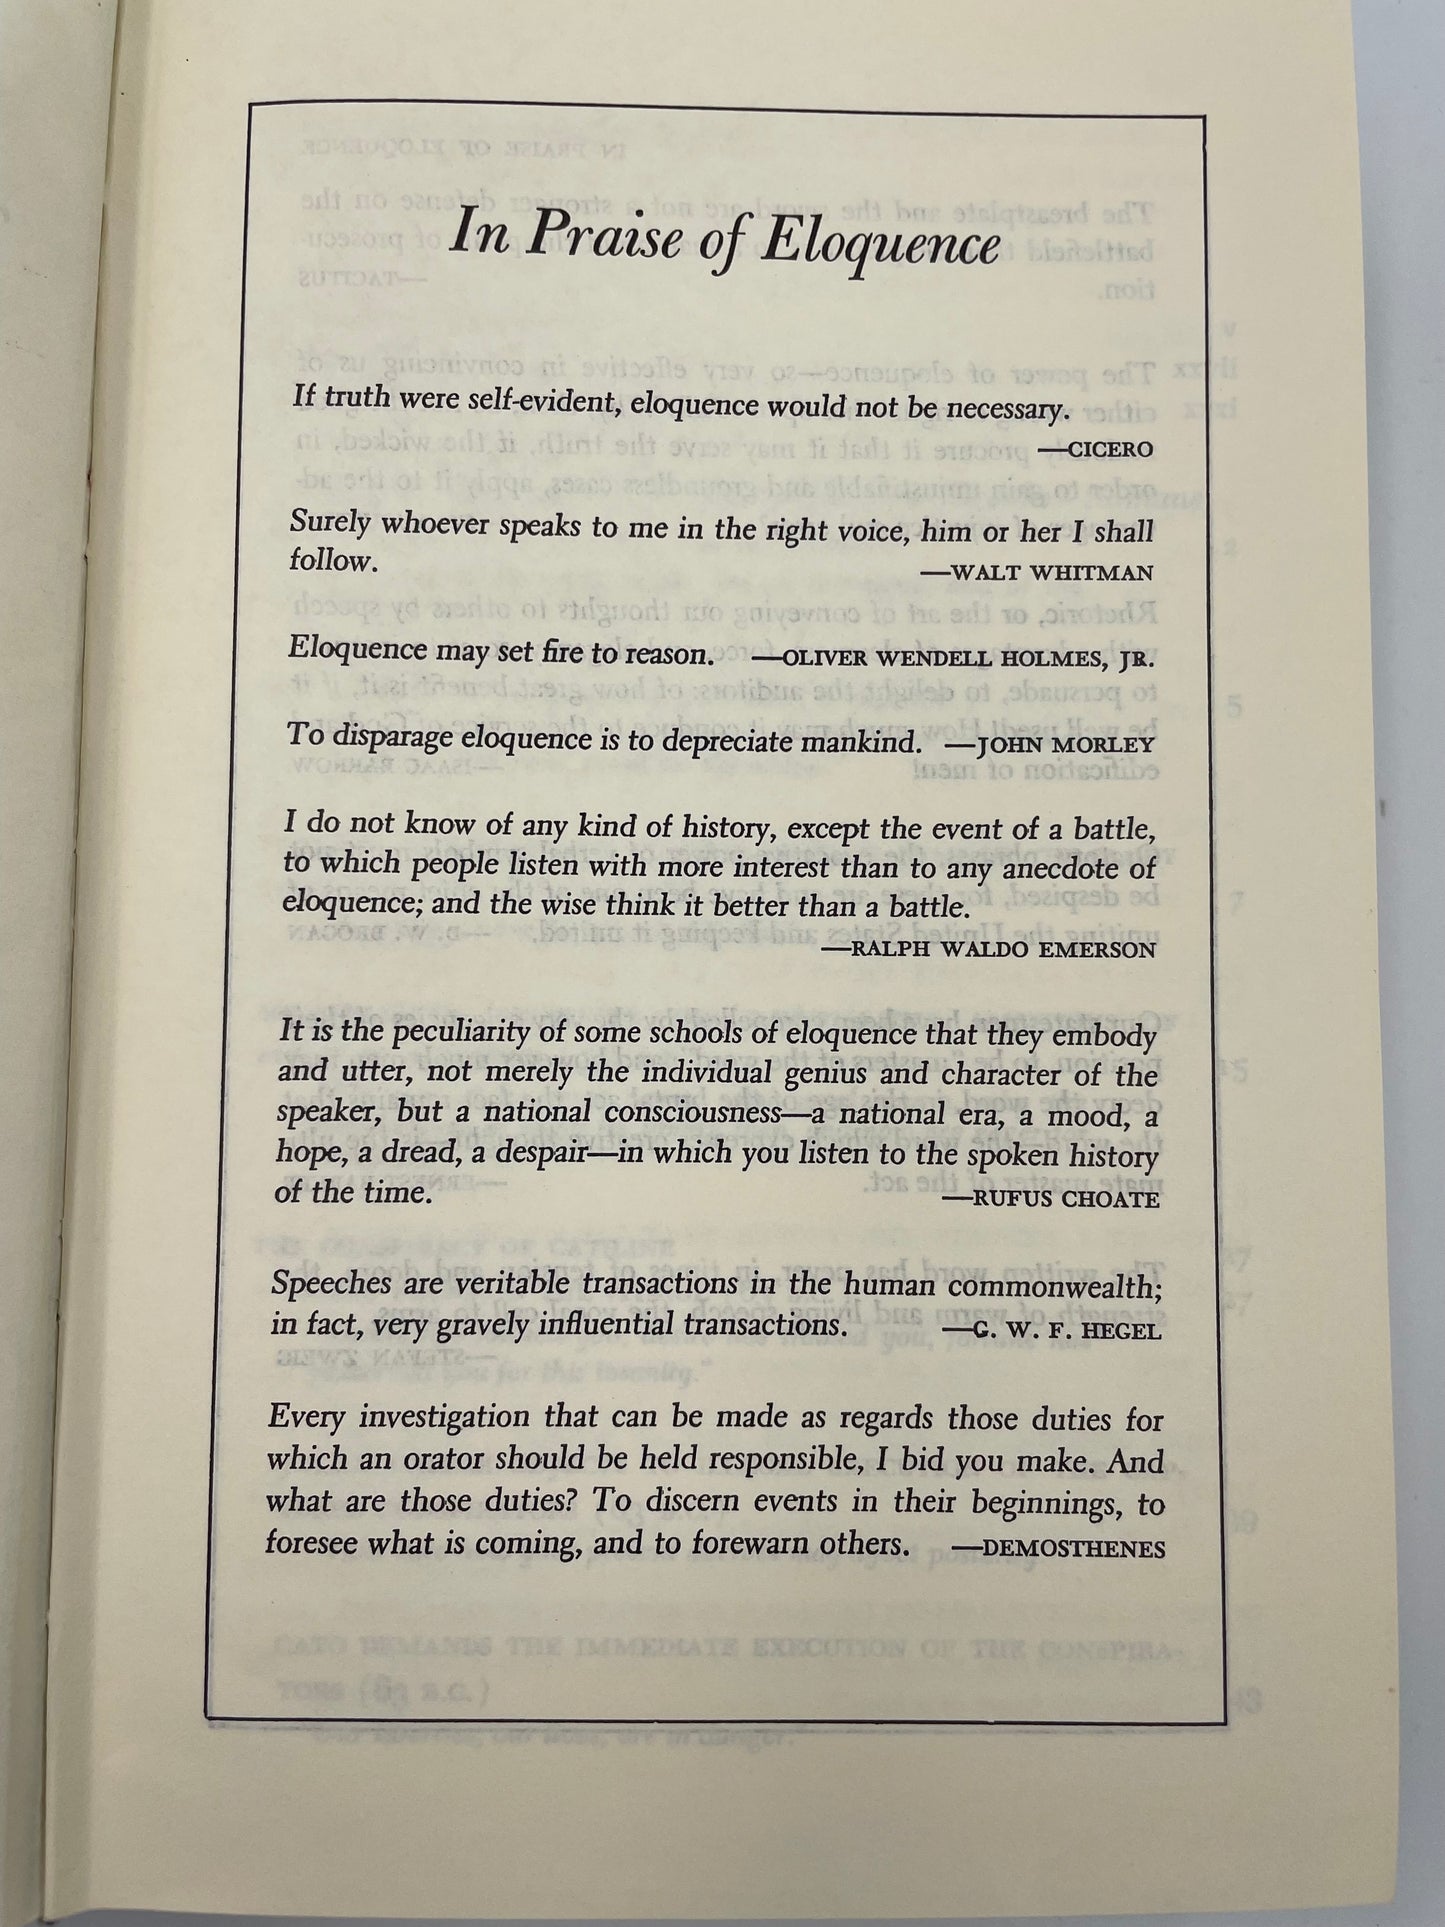 In Praise of Eloquence
If truth were self-evident, eloquence would not be necessary.
—CICERO
Surely whoever speaks to me in the right voice, him or her I shall
follow. —WALT WHITMAN
Eloquence may set fire to reason. —OLIVER WENDELL HOLMES, JR.
To disparage eloquence is to depreciate mankind. —JOHN MORLEY
I do not know of any kind of history, except the event of a battle,
to which people listen with more interest than to any anecdote of
eloquence; and the wise think it better than a battle.
—RALPH WALDO EMERSON
It is the peculiarity of some schools of eloquence that they embody
and utter, not merely the individual genius and character of the
speaker, but a national consciousness—a national era, a mood, a
hope, a dread, a despair—in which you listen to the spoken history
of the time. —RUFUS CHOATE
Speeches are veritable transactions in the human commonwealth;
in fact, very gravely influential transactions. —G. W. F. HEGEL
Every investigation that can be made as regards those duties for
which an orator should be held responsible, I bid you make. And
what are those duties? To discern events in their beginnings, to
foresee what is coming, and to forewarn others. —DEMOSTHENES